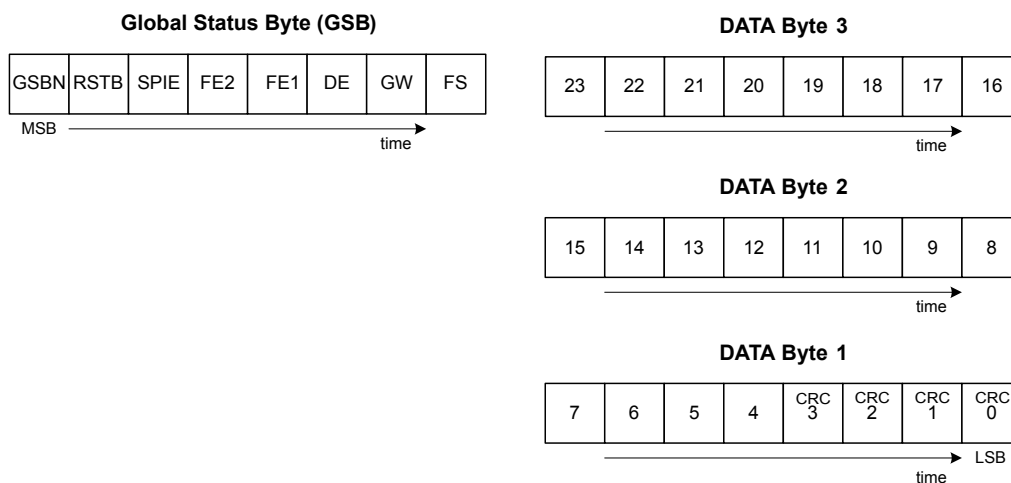 Global Status Byte (GSB)
GSBN RSTB SPIE FE2 FE1 DE GW FS
MSB
time
DATA Byte 3
23 22 21 20 19 18 17 16
time
DATA Byte 2
15 14 13 12 11 10 9 8
time
DATA Byte 1
CRC CRC CRC CRC
7 6 5 4 3 2 1 0
LSB
time